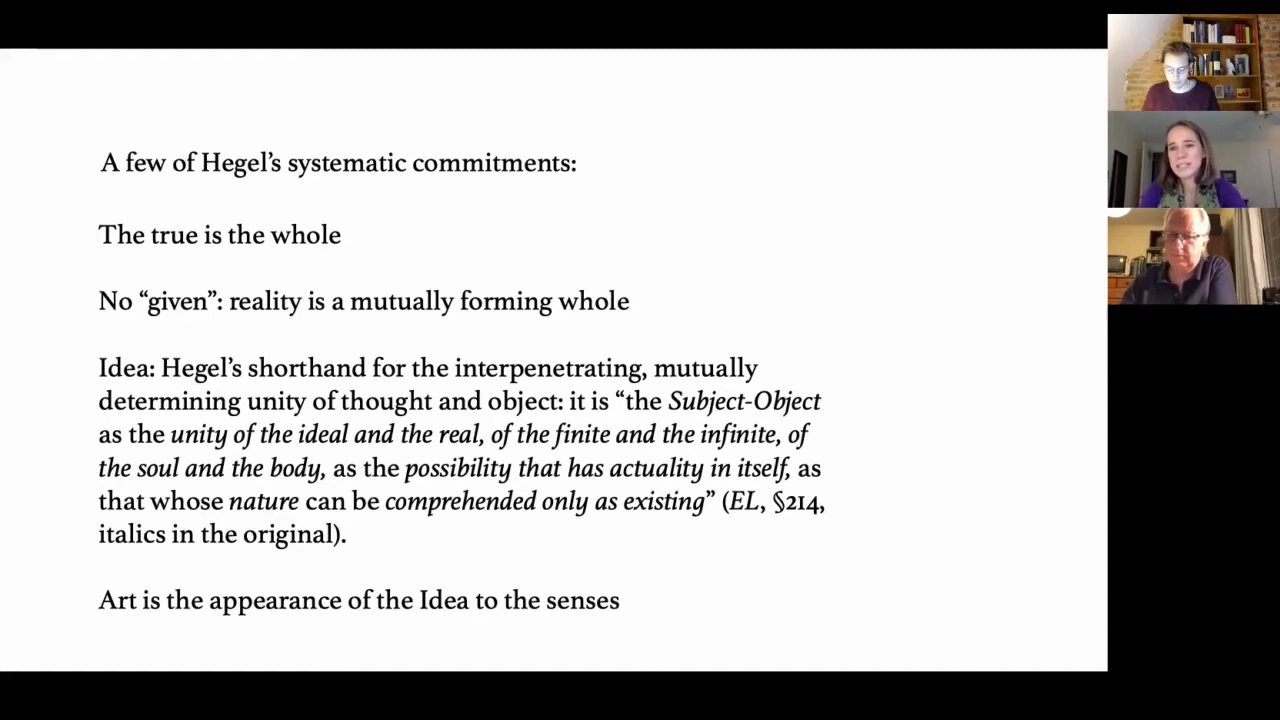 A few of Hegel’s systematic commitments:
The true is the whole
No “given”: reality is a mutually forming whole
Idea: Hegel’s shorthand for the interpenetrating, mutually
determining unity of thought and object: it is “the Subject-Object
as the unity of the ideal and the real, of the finite and the infinite, of
the soul and the body, as the possibility that has actuality in itself, as
that whose nature can be comprehended only as existing” (EL, §214,
italics in the original).
Art is the appearance of the Idea to the senses